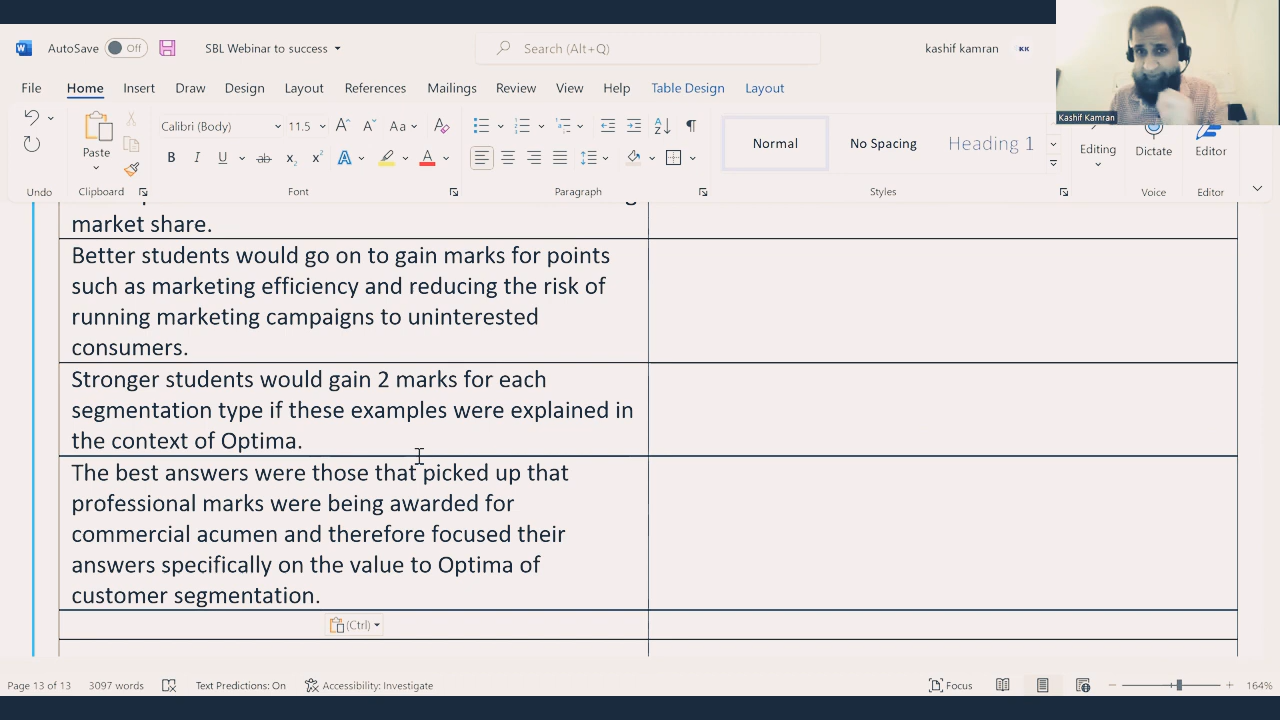 AutoSave Off SBL Webinar to success Search (Alt+Q) kashif kamran KK
Kashif Kamran
File Home Insert Draw Design Layout References Mailings Review View Help Table Design Layout
Calibri (Body) 11.5 Aa Normal No Spacing Heading 1 Editing Dictate Editor
Paste
B I U ab x₂ x² A A
Undo Clipboard Font Paragraph Styles Voice Editor
market share.
Better students would go on to gain marks for points
such as marketing efficiency and reducing the risk of
running marketing campaigns to uninterested
consumers.
Stronger students would gain 2 marks for each
segmentation type if these examples were explained in
the context of Optima.
The best answers were those that picked up that
professional marks were being awarded for
commercial acumen and therefore focused their
answers specifically on the value to Optima of
customer segmentation.
(Ctrl)
Page 13 of 13 3097 words Text Predictions: On Accessibility: Investigate Focus 164%